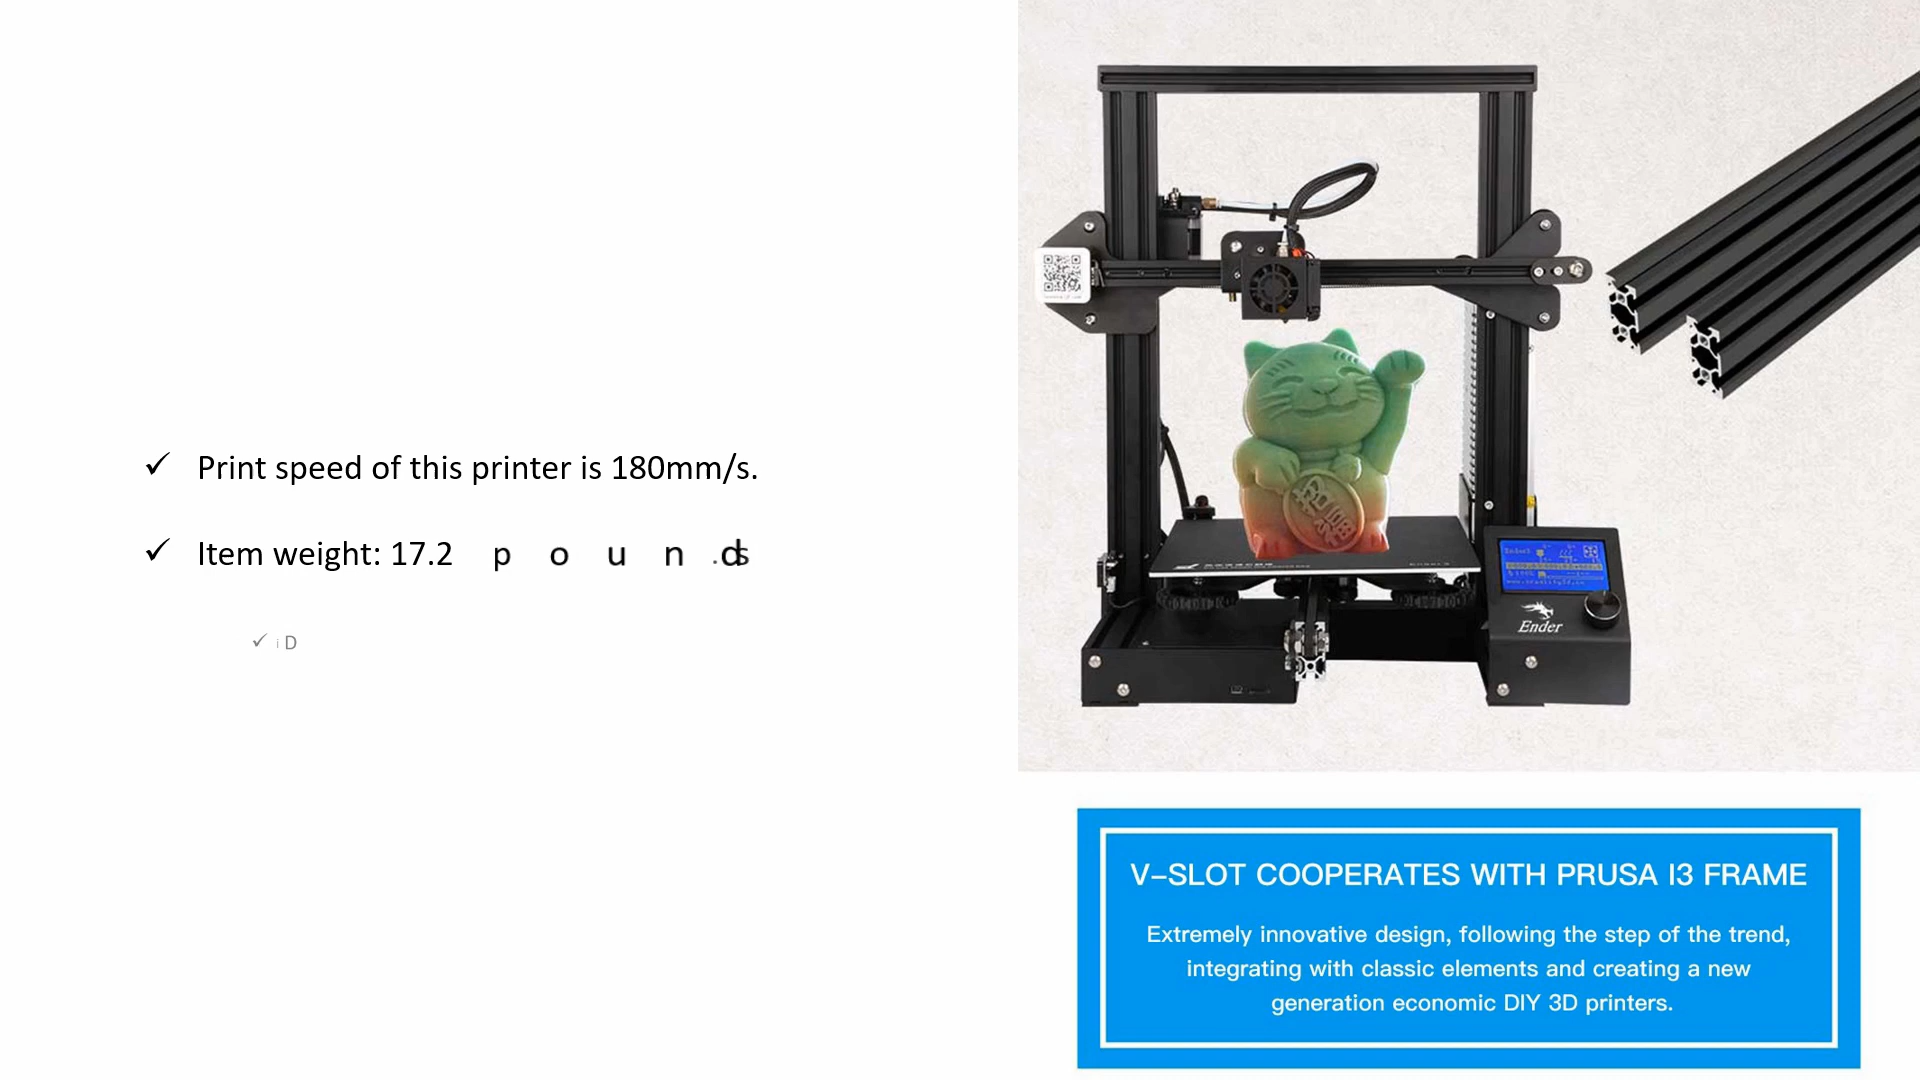 ✓ Print speed of this printer is 180mm/s.
✓ Item weight: 17.2 pounds.
✓ i D
Ender
V-SLOT COOPERATES WITH PRUSA I3 FRAME
Extremely innovative design, following the step of the trend,
integrating with classic elements and creating a new
generation economic DIY 3D printers.